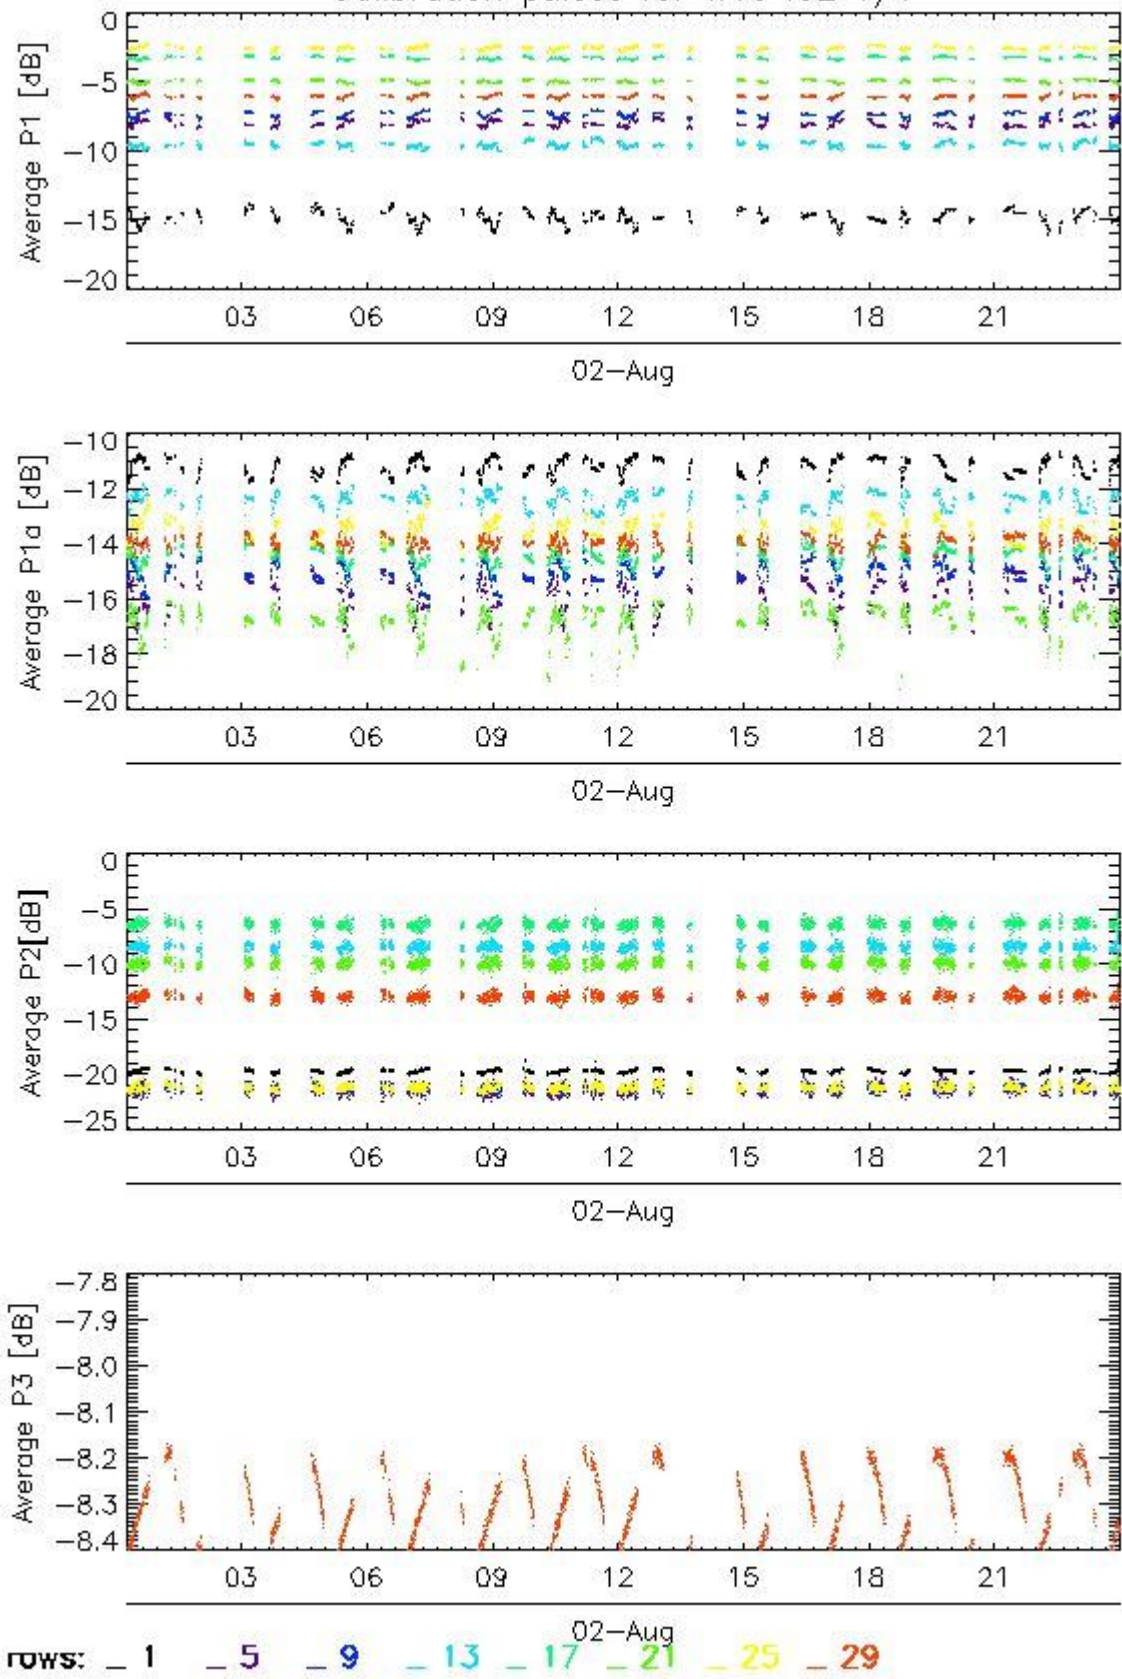 0
-5
-10
-15
-20
Average P1 [dB]
03 06 09 12 15 18 21
02-Aug
-10
-12
-14
-16
-18
-20
Average P1a [dB]
03 06 09 12 15 18 21
02-Aug
0
-5
-10
-15
-20
-25
Average P2[dB]
03 06 09 12 15 18 21
02-Aug
-7.8
-7.9
-8.0
-8.1
-8.2
-8.3
-8.4
Average P3 [dB]
03 06 09 12 15 18 21
02-Aug
rows: _ 1 _ 5 _ 9 _ 13 _ 17 _ 21 _ 25 _ 29